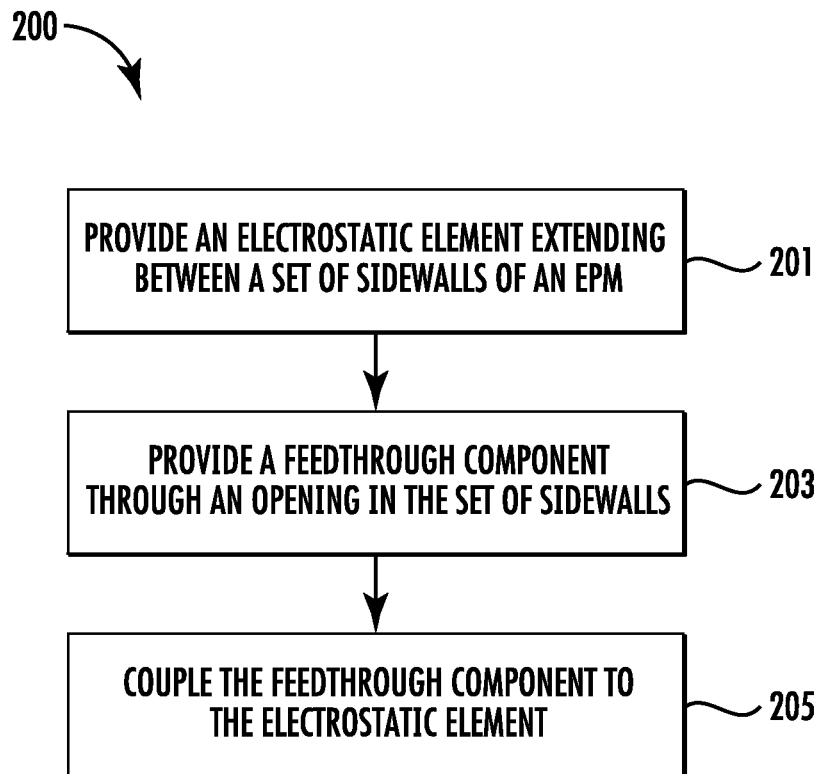 200
PROVIDE AN ELECTROSTATIC ELEMENT EXTENDING
BETWEEN A SET OF SIDEWALLS OF AN EPM
201
PROVIDE A FEEDTHROUGH COMPONENT
THROUGH AN OPENING IN THE SET OF SIDEWALLS
203
COUPLE THE FEEDTHROUGH COMPONENT TO
THE ELECTROSTATIC ELEMENT
205